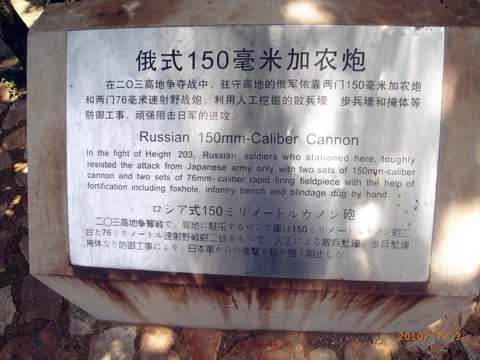 俄式150毫米加农炮
在二〇三高地争夺战中，驻守高地的俄军依靠两门150毫米加农炮
和两门76毫米速射野战炮，利用人工挖掘的散兵壕、步兵壕和掩体等
防御工事，顽强阻击日军的进攻。
Russian 150mm-Caliber Cannon
In the fight of Height 203, Russian soldiers who stationed here, toughly
resisted the attack from Japanese army only with two sets of 150mm-caliber
cannon and two sets of 76mm-caliber rapid firing fieldpiece with the help of
fortification including foxhole, infantry trench and blindage dug by hand.
ロシア式150ミリメートルカノン砲
二〇三高地争奪戦で、高地に駐屯するロシア軍は150ミリメートルカノン砲二
台と76ミリメートル速射野戦砲二台をもって、人工による散兵塹壕、歩兵塹壕、
掩体など防御工事により、日本軍からの進撃を粘り強く阻止した。
2010/7/3